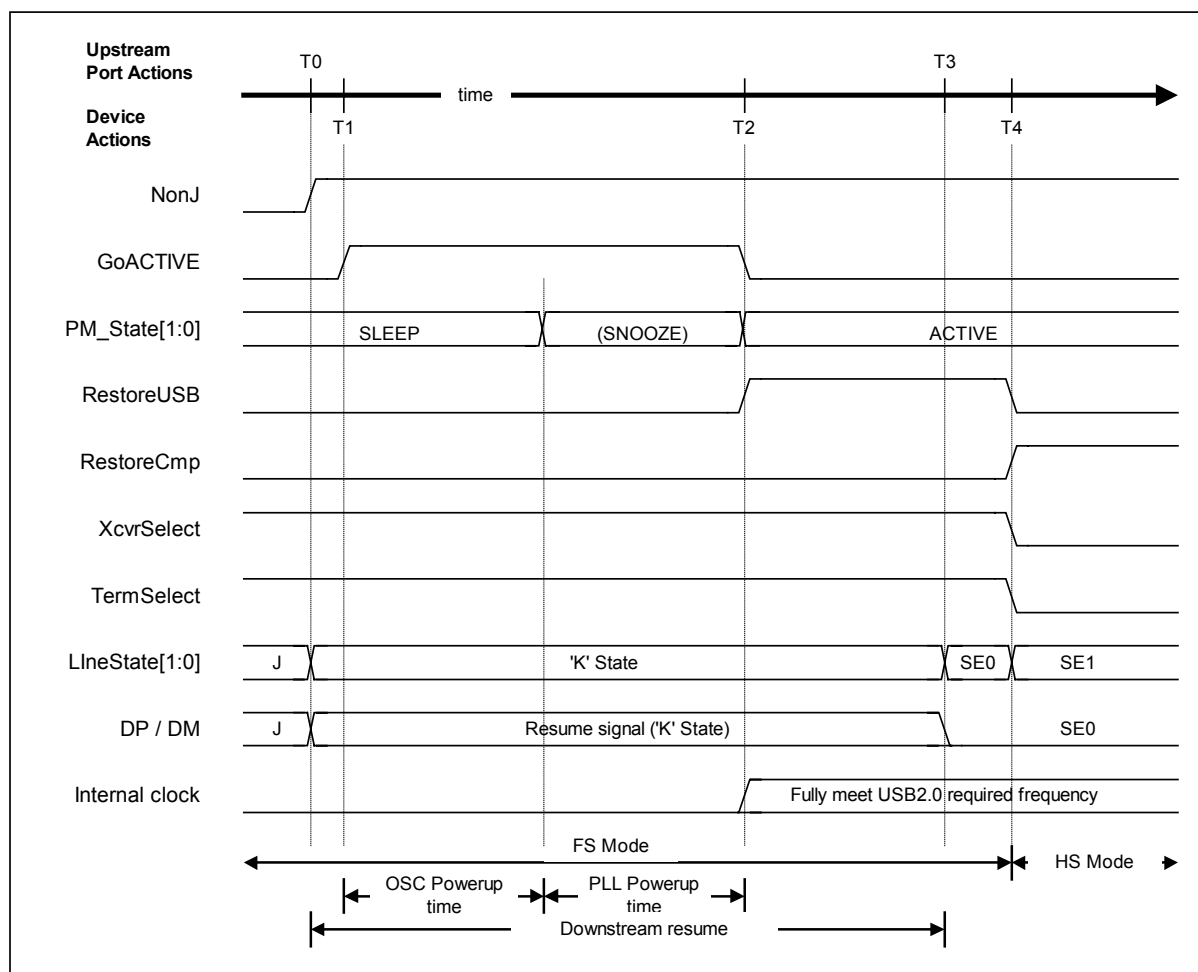 Upstream
Port Actions
T0
T3
time
Device
Actions
T1
T2
T4
NonJ
GoACTIVE
PM_State[1:0]
SLEEP
(SNOOZE)
ACTIVE
RestoreUSB
RestoreCmp
XcvrSelect
TermSelect
LIneState[1:0]
J
'K' State
SE0
SE1
DP / DM
J
Resume signal ('K' State)
SE0
Internal clock
Fully meet USB2.0 required frequency
FS Mode
HS Mode
OSC Powerup
time
PLL Powerup
time
Downstream resume